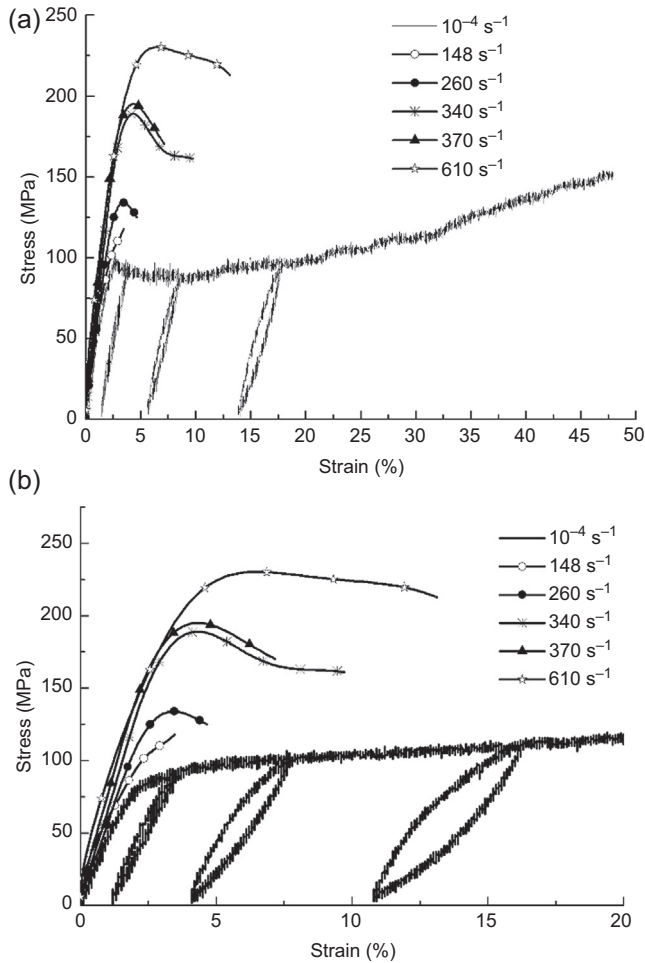 (a)
10⁻⁴ s⁻¹
148 s⁻¹
260 s⁻¹
340 s⁻¹
370 s⁻¹
610 s⁻¹
250
200
150
100
50
0
Stress (MPa)
0 5 10 15 20 25 30 35 40 45 50
Strain (%)
(b)
10⁻⁴ s⁻¹
148 s⁻¹
260 s⁻¹
340 s⁻¹
370 s⁻¹
610 s⁻¹
250
200
150
100
50
0
Stress (MPa)
0 5 10 15 20
Strain (%)